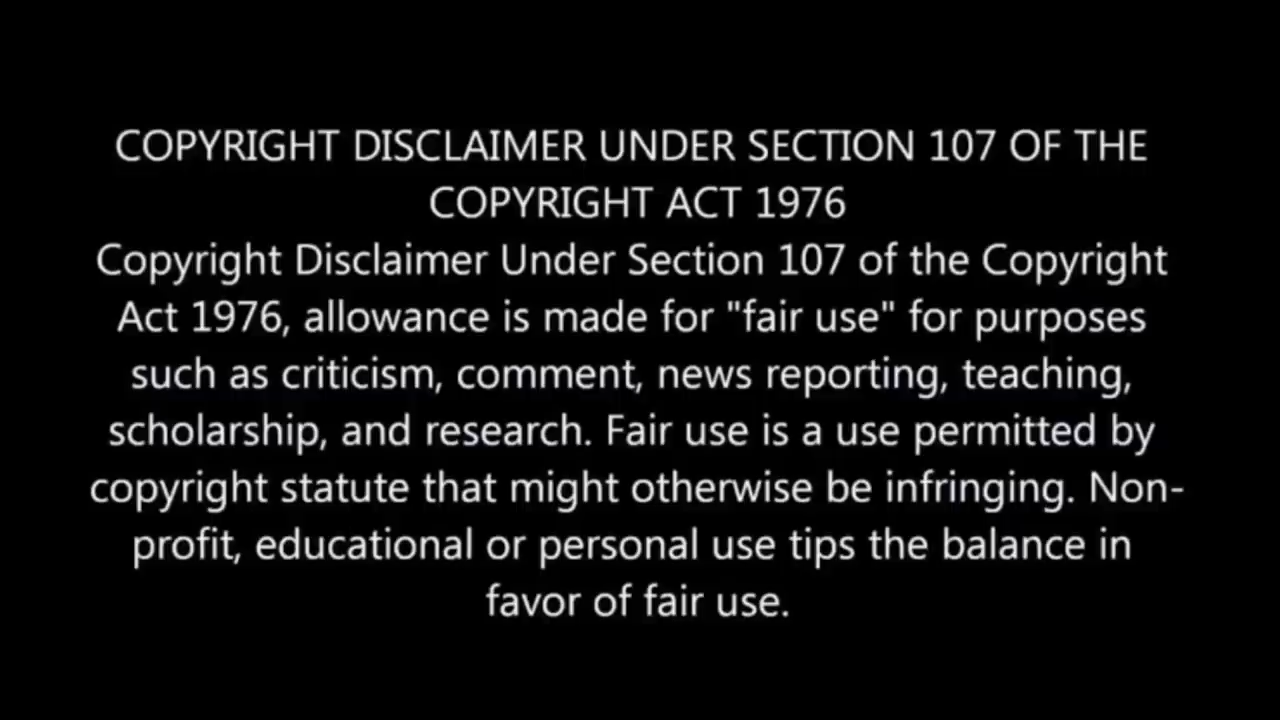 COPYRIGHT DISCLAIMER UNDER SECTION 107 OF THE
COPYRIGHT ACT 1976
Copyright Disclaimer Under Section 107 of the Copyright
Act 1976, allowance is made for "fair use" for purposes
such as criticism, comment, news reporting, teaching,
scholarship, and research. Fair use is a use permitted by
copyright statute that might otherwise be infringing. Non-
profit, educational or personal use tips the balance in
favor of fair use.